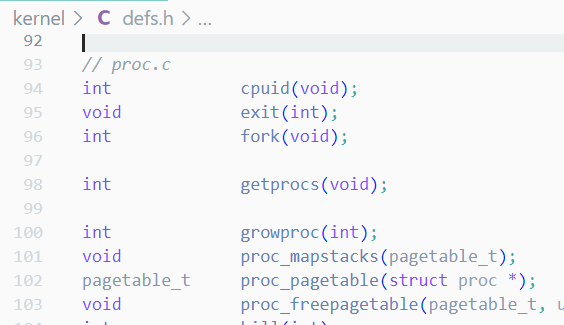 kernel > C defs.h > ...
92
93 // proc.c
94 int cpuid(void);
95 void exit(int);
96 int fork(void);
97
98 int getprocs(void);
99
100 int growproc(int);
101 void proc_mapstacks(pagetable_t);
102 pagetable_t proc_pagetable(struct proc *);
103 void proc_freepagetable(pagetable_t, u